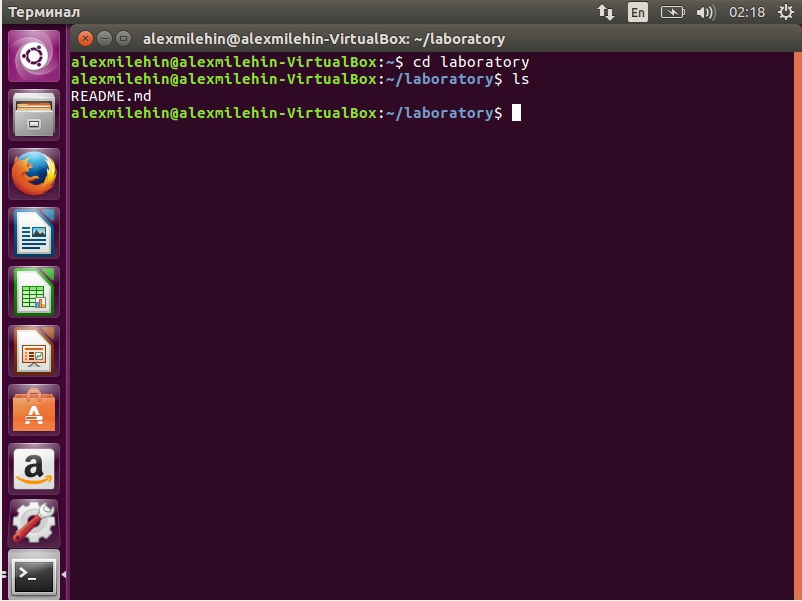 Терминал
En
02:18
alexmilehin@alexmilehin-VirtualBox: ~/laboratory
alexmilehin@alexmilehin-VirtualBox:~$ cd laboratory
alexmilehin@alexmilehin-VirtualBox:~/laboratory$ ls
README.md
alexmilehin@alexmilehin-VirtualBox:~/laboratory$